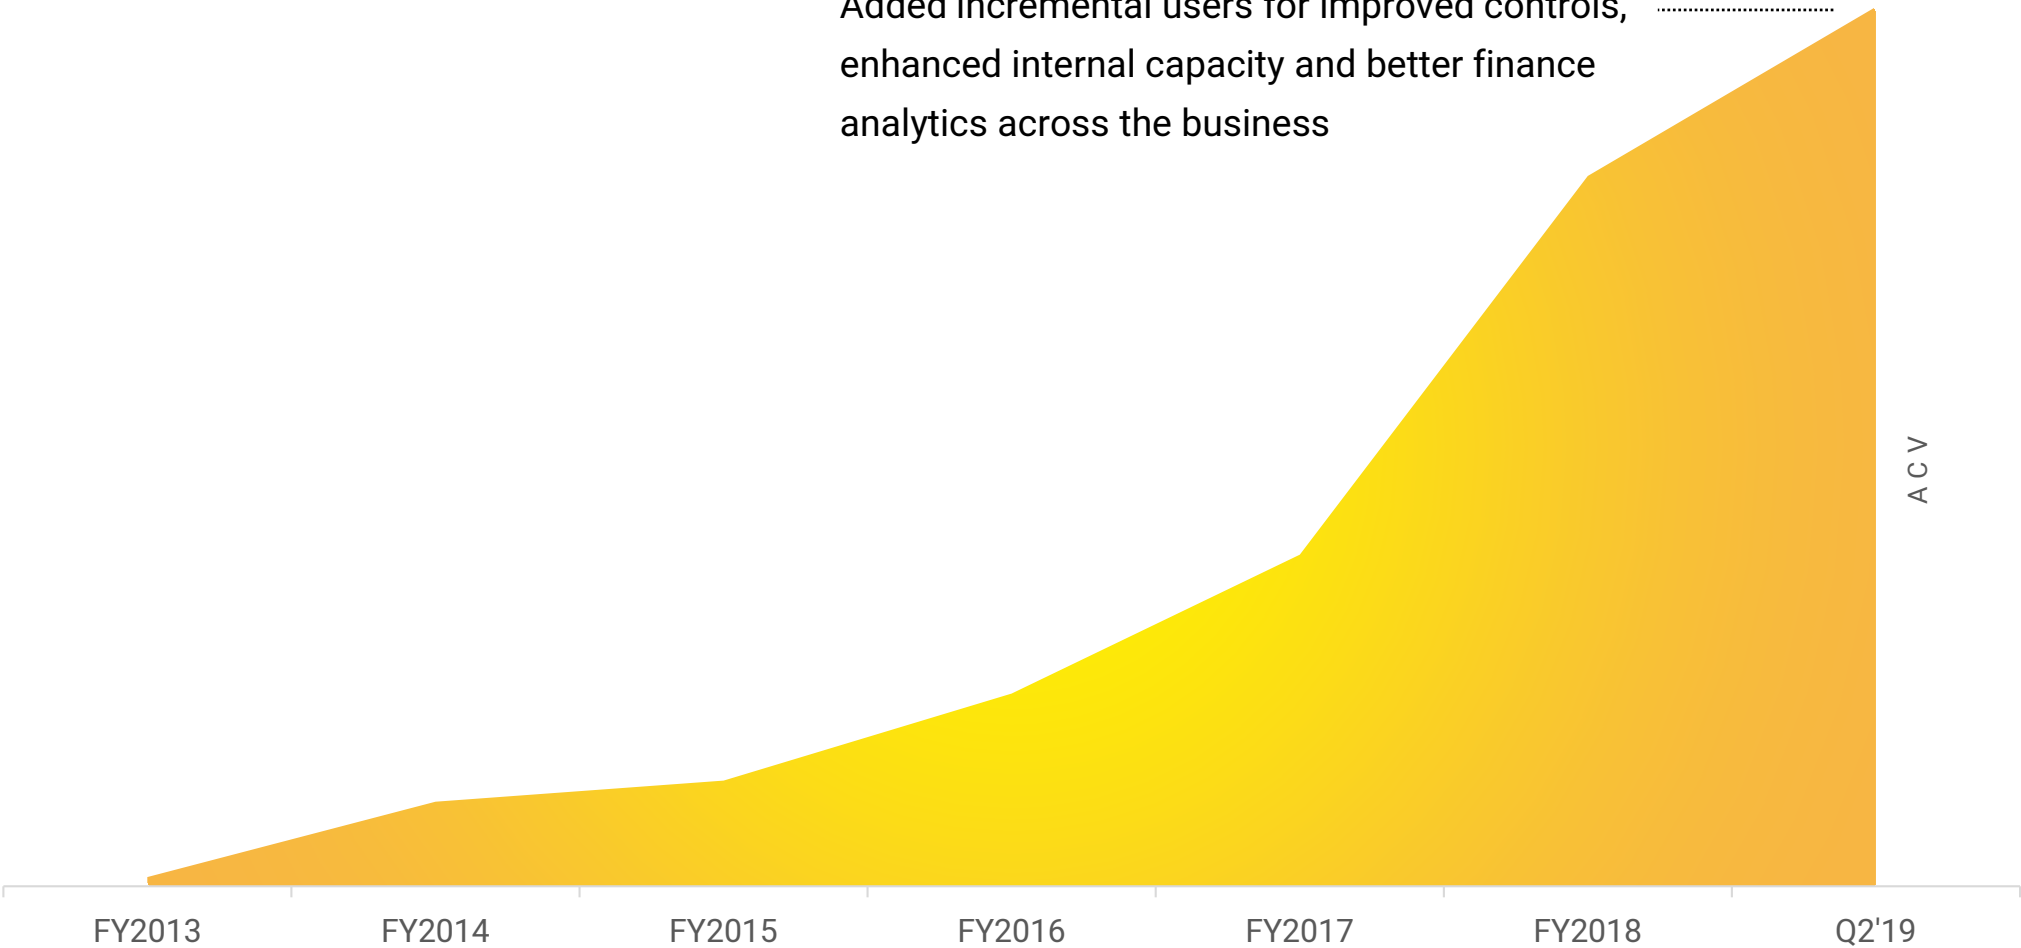 Added incremental users for improved controls,
enhanced internal capacity and better finance
analytics across the business
ACV
FY2013
FY2014
FY2015
FY2016
FY2017
FY2018
Q2'19